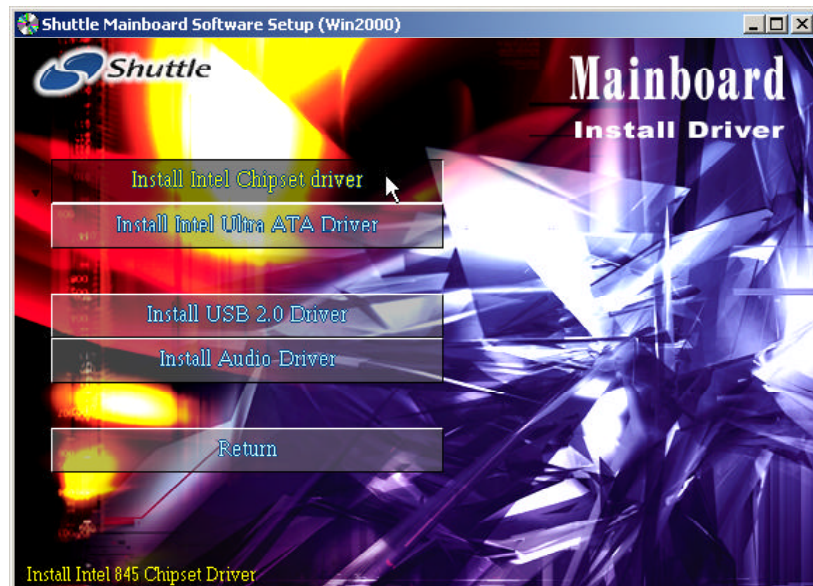 Shuttle Mainboard Software Setup (Win2000)
Shuttle
Mainboard
Install Driver
Install Intel Chipset driver
Install Intel Ultra ATA Driver
Install USB 2.0 Driver
Install Audio Driver
Return
Install Intel 845 Chipset Driver